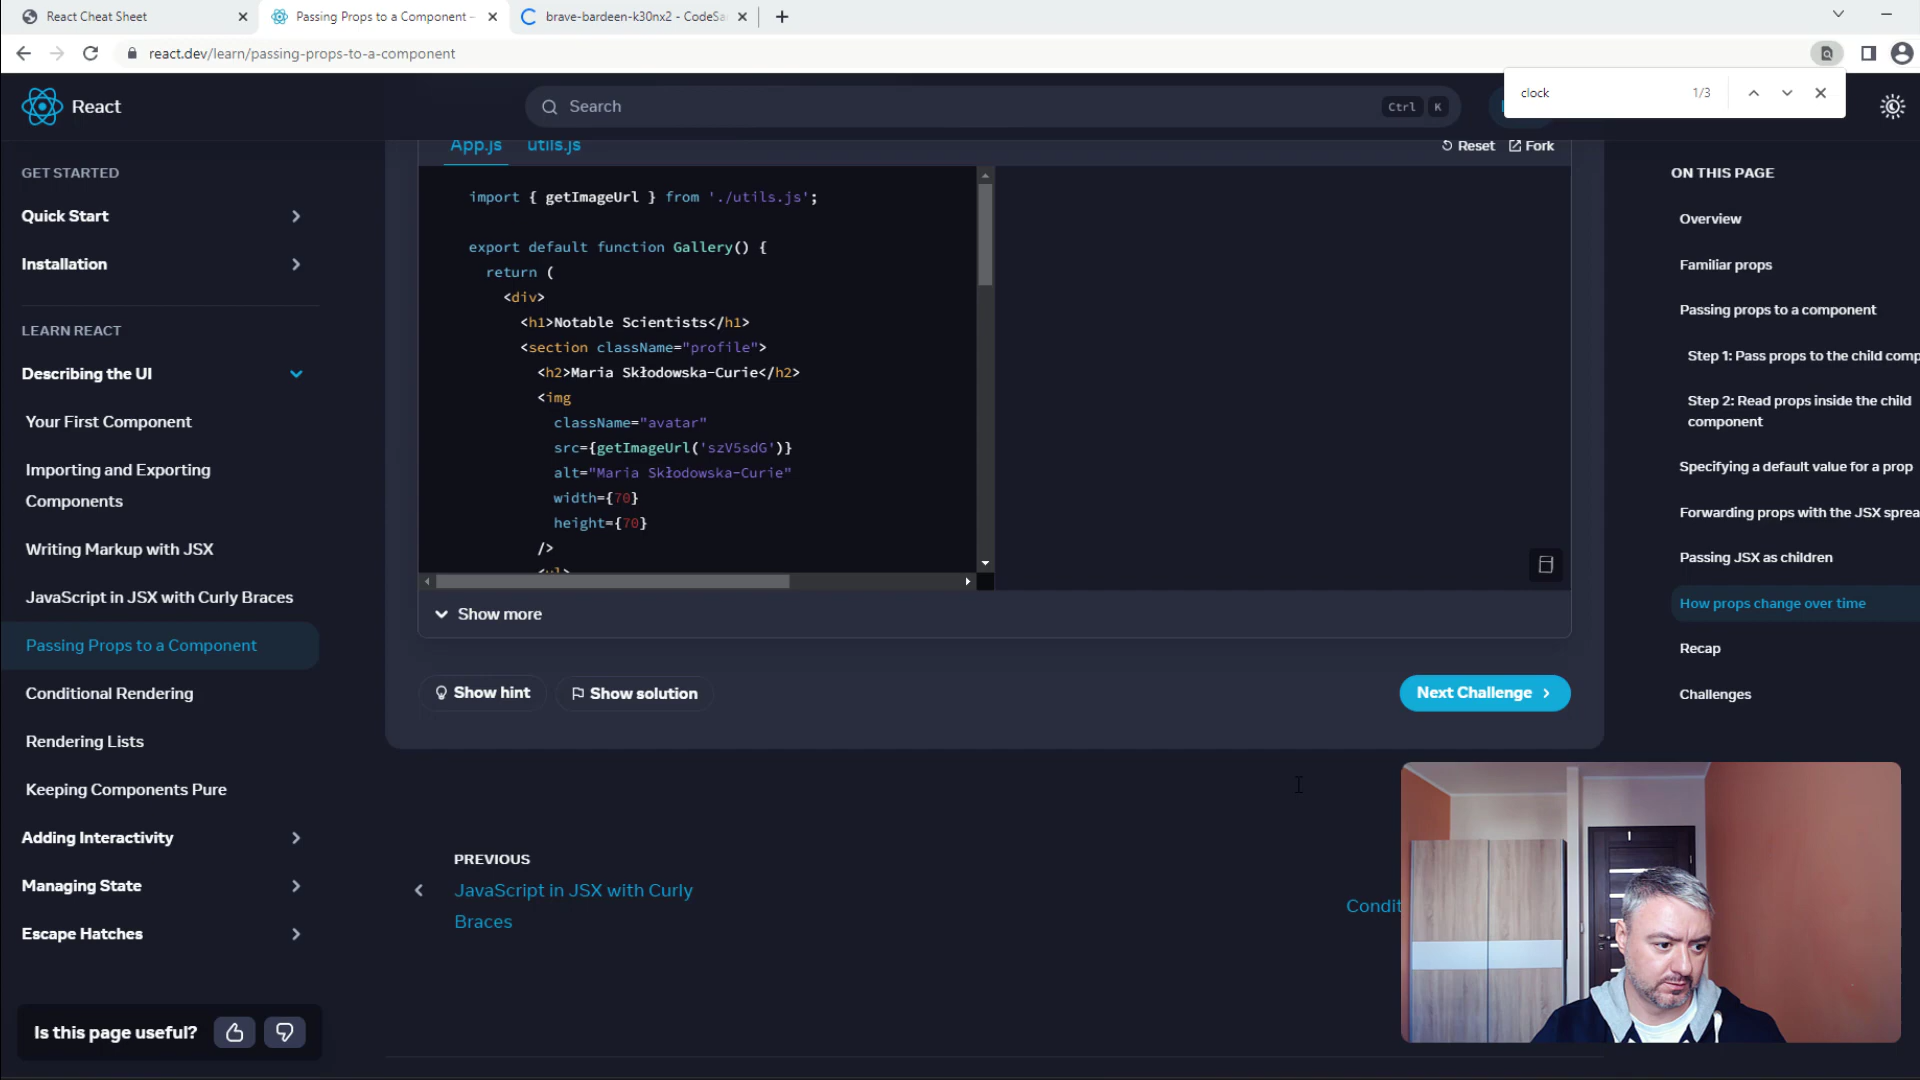 React Cheat Sheet
Passing Props to a Component –
brave-bardeen-k30nx2 - CodeSa
react.dev/learn/passing-props-to-a-component
clock
1/3
React
Search
Ctrl
K
GET STARTED
Quick Start
Installation
LEARN REACT
Describing the UI
Your First Component
Importing and Exporting
Components
Writing Markup with JSX
JavaScript in JSX with Curly Braces
Passing Props to a Component
Conditional Rendering
Rendering Lists
Keeping Components Pure
Adding Interactivity
Managing State
Escape Hatches
Is this page useful?
App.js
utils.js
Reset
Fork
import { getImageUrl } from './utils.js';
export default function Gallery() {
return (
<div>
<h1>Notable Scientists</h1>
<section className="profile">
<h2>Maria Skłodowska-Curie</h2>
<img
className="avatar"
src={getImageUrl('szV5sdG')}
alt="Maria Skłodowska-Curie"
width={70}
height={70}
/>
<ul>
Show more
Show hint
Show solution
Next Challenge
PREVIOUS
JavaScript in JSX with Curly
Braces
Condit
ON THIS PAGE
Overview
Familiar props
Passing props to a component
Step 1: Pass props to the child comp
Step 2: Read props inside the child
component
Specifying a default value for a prop
Forwarding props with the JSX sprea
Passing JSX as children
How props change over time
Recap
Challenges